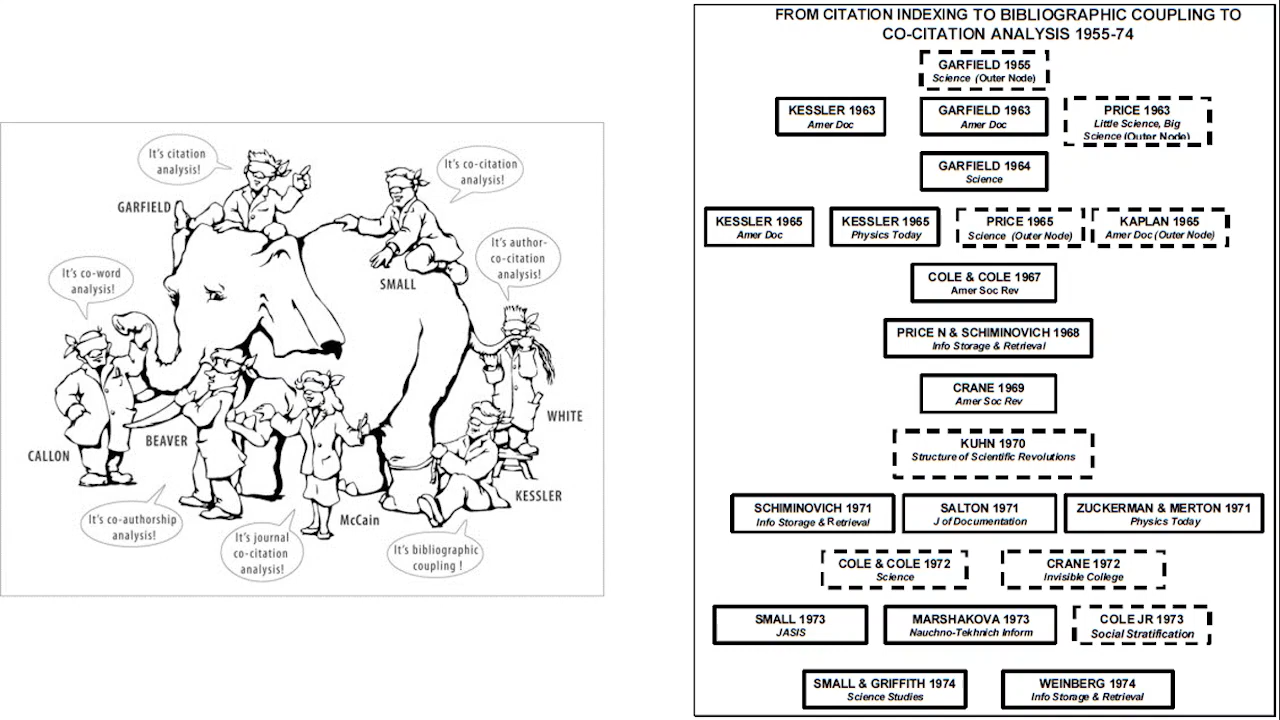 It's citation
analysis!
GARFIELD
It's co-citation
analysis!
SMALL
It's author-
co-citation
analysis!
WHITE
It's co-word
analysis!
CALLON
BEAVER
It's co-authorship
analysis!
McCain
It's journal
co-citation
analysis!
KESSLER
It's bibliographic
coupling !
FROM CITATION INDEXING TO BIBLIOGRAPHIC COUPLING TO
CO-CITATION ANALYSIS 1955-74
GARFIELD 1955
Science (Outer Node)
KESSLER 1963
Amer Doc
GARFIELD 1963
Amer Doc
PRICE 1963
Little Science, Big
Science (Outer Node)
GARFIELD 1964
Science
KESSLER 1965
Amer Doc
KESSLER 1965
Physics Today
PRICE 1965
Science (Outer Node)
KAPLAN 1965
Amer Doc (Outer Node)
COLE & COLE 1967
Amer Soc Rev
PRICE N & SCHIMINOVICH 1968
Info Storage & Retrieval
CRANE 1969
Amer Soc Rev
KUHN 1970
Structure of Scientific Revolutions
SCHIMINOVICH 1971
Info Storage & Retrieval
SALTON 1971
J of Documentation
ZUCKERMAN & MERTON 1971
Physics Today
COLE & COLE 1972
Science
CRANE 1972
Invisible College
SMALL 1973
JASIS
MARSHAKOVA 1973
Nauchno-Tekhnich Inform
COLE JR 1973
Social Stratification
SMALL & GRIFFITH 1974
Science Studies
WEINBERG 1974
Info Storage & Retrieval